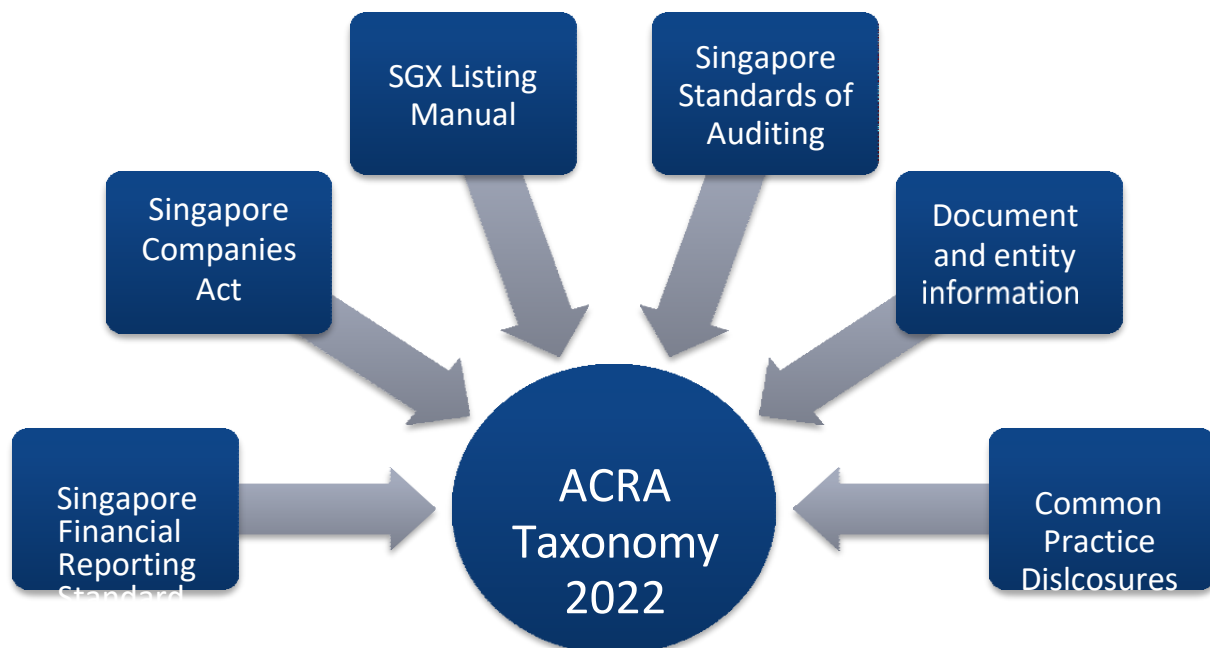 SGX Listing
Manual
Singapore
Standards of
Auditing
Singapore
Companies
Act
Document
and entity
information
Singapore
Financial
Reporting
Standard
ACRA
Taxonomy
2022
Common
Practice
Dislcosures